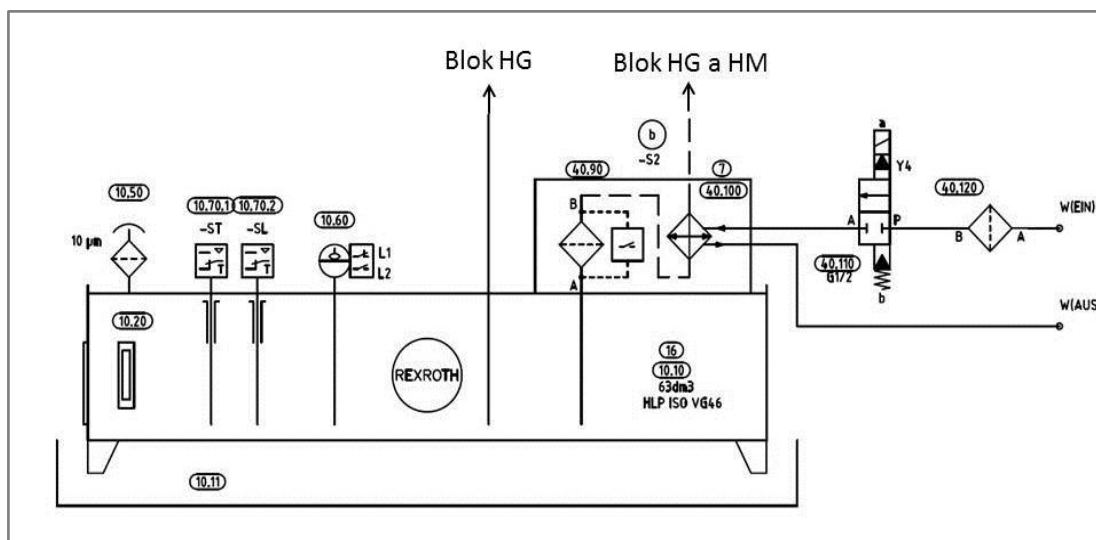 Blok HG
Blok HG a HM
b
-S2
a
Y4
40.90
7
40.100
40.120
W(EIN)
10.50
10.70.1
10.70.2
10.60
-ST
-SL
10 µm
L1
L2
T
T
B
A
A
P
B
A
40.110
G1/2
b
W(AUS
10.20
REXROTH
16
10.10
63dm3
HLP ISO VG46
10.11